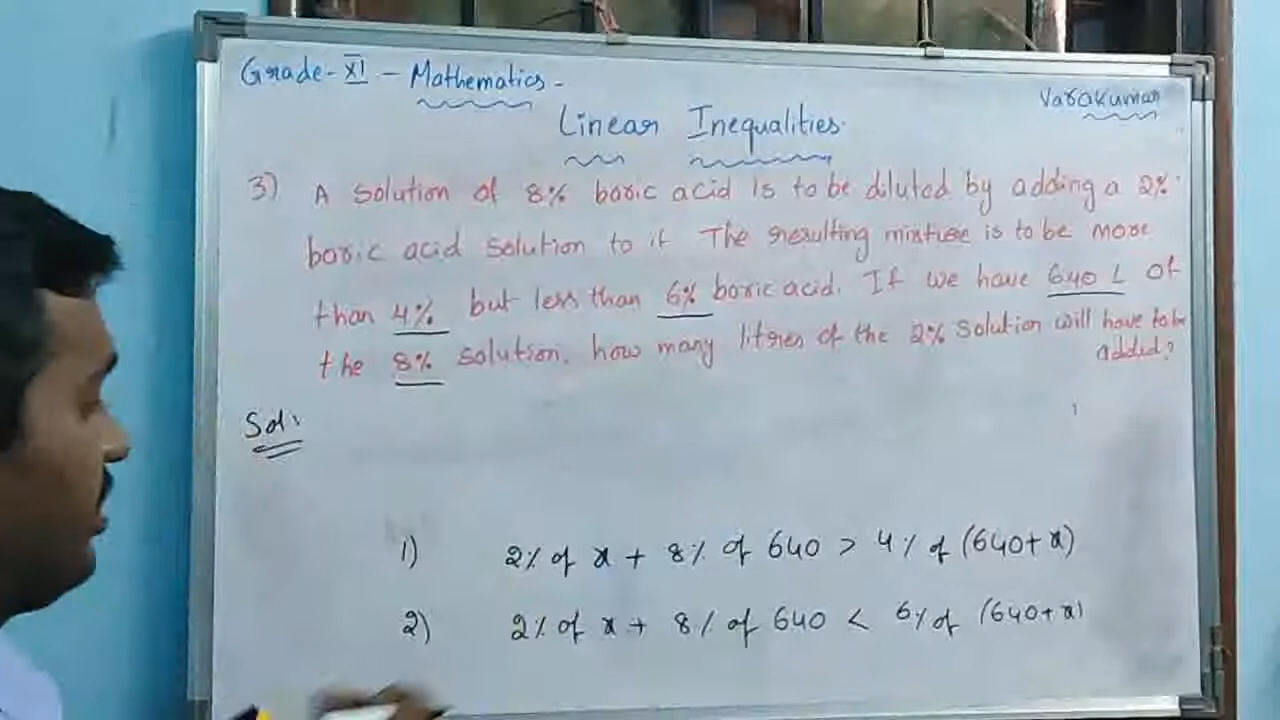 Grade - XI - Mathematics -
Varakumar
Linear Inequalities.
3) A solution of 8% boric acid is to be diluted by adding a 2%
boric acid solution to it The resulting mixture is to be more
than 4% but less than 6% boric acid. If we have 640 L of
the 8% solution. how many litres of the 2% solution will have to be
added?
Sol:
1) 2% of x + 8% of 640 > 4% of (640+x)
2) 2% of x + 8% of 640 < 6% of (640+x)